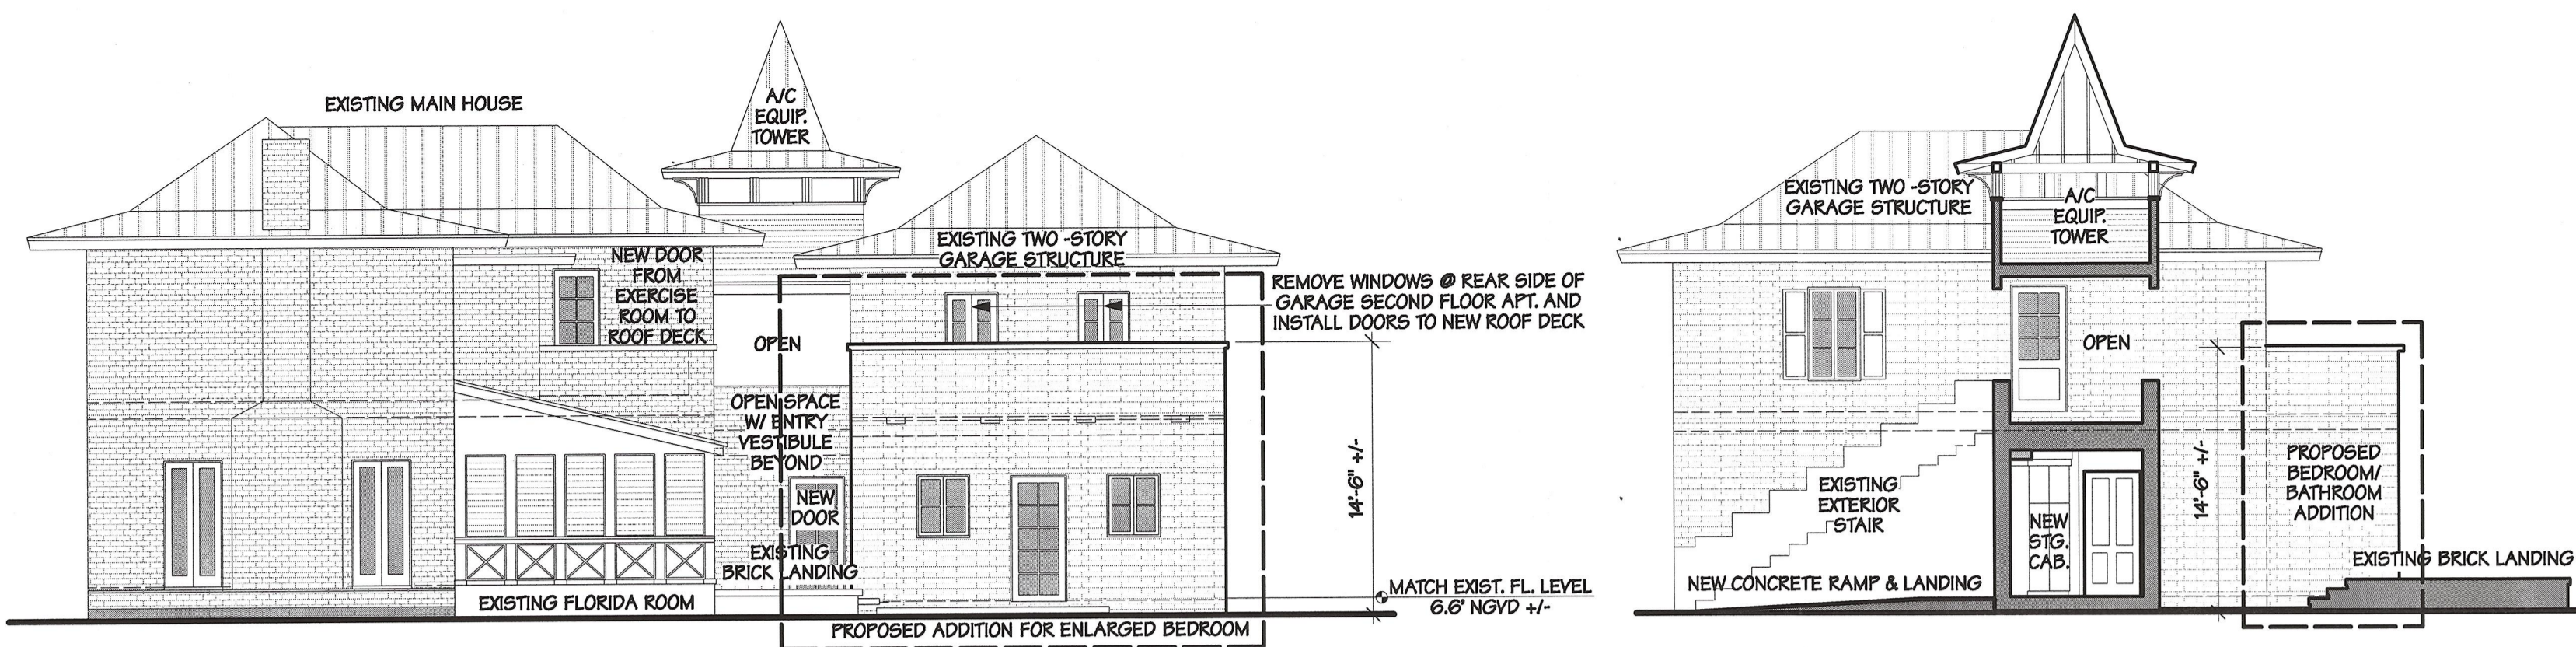 EXISTING MAIN HOUSE
A/C
EQUIP.
TOWER
NEW DOOR
FROM
EXERCISE
ROOM TO
ROOF DECK
EXISTING TWO -STORY
GARAGE STRUCTURE
REMOVE WINDOWS @ REAR SIDE OF
GARAGE SECOND FLOOR APT. AND
INSTALL DOORS TO NEW ROOF DECK
OPEN
OPEN SPACE
W/ ENTRY
VESTIBULE
BEYOND
NEW
DOOR
EXISTING
BRICK LANDING
14'-6" +/-
EXISTING FLORIDA ROOM
MATCH EXIST. FL. LEVEL
6.6' NGVD +/-
PROPOSED ADDITION FOR ENLARGED BEDROOM
EXISTING TWO -STORY
GARAGE STRUCTURE
A/C
EQUIP.
TOWER
OPEN
EXISTING
EXTERIOR
STAIR
NEW
STG.
CAB.
14'-6" +/-
PROPOSED
BEDROOM/
BATHROOM
ADDITION
NEW CONCRETE RAMP & LANDING
EXISTING BRICK LANDING